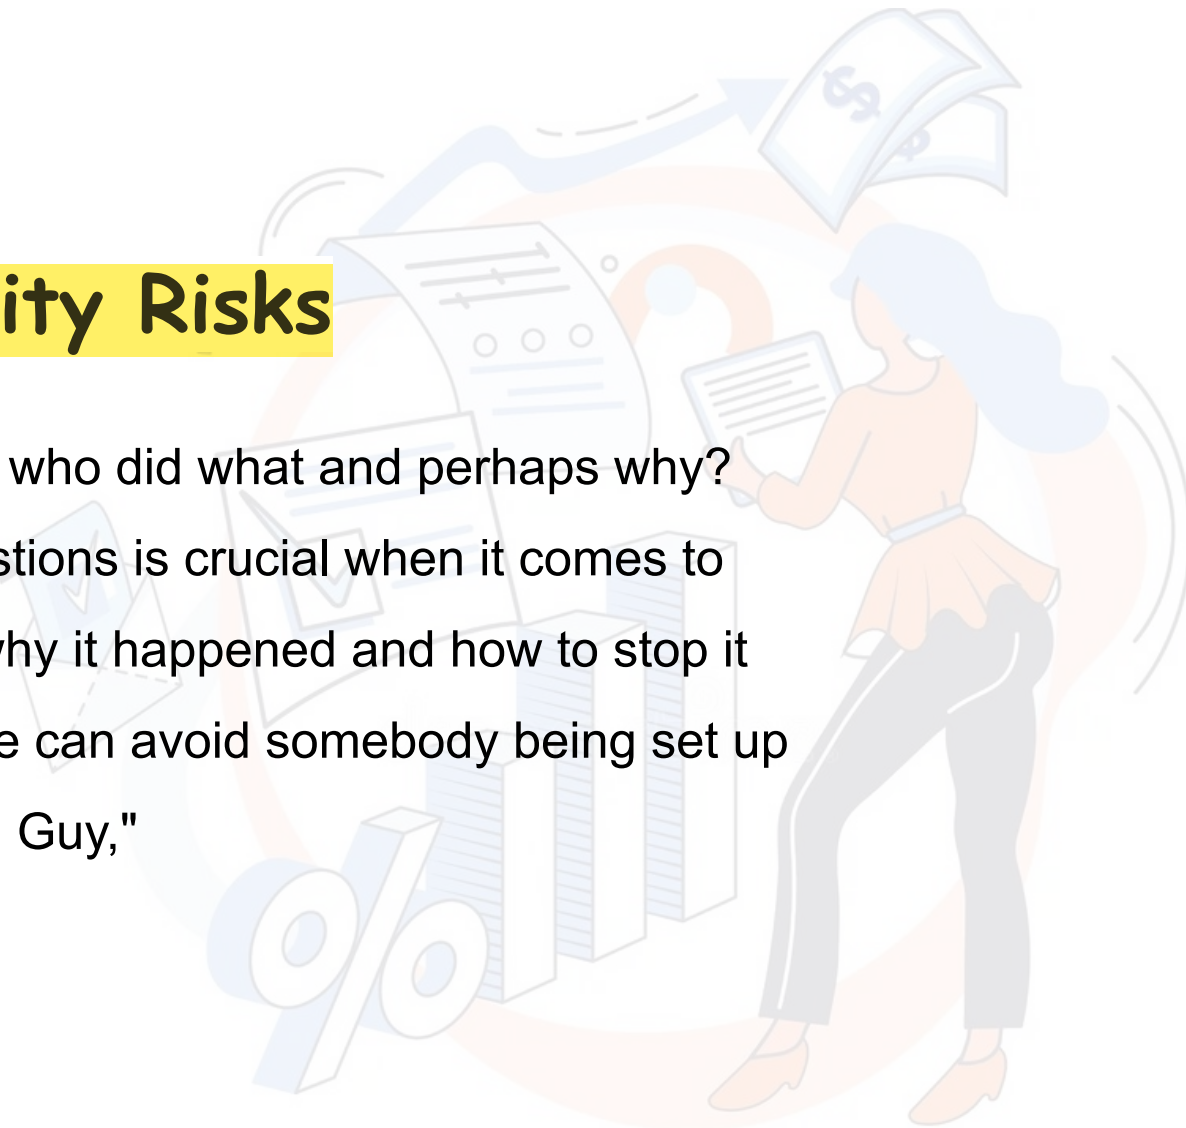 ity Risks
who did what and perhaps why?
stions is crucial when it comes to
why it happened and how to stop it
e can avoid somebody being set up
Guy,"